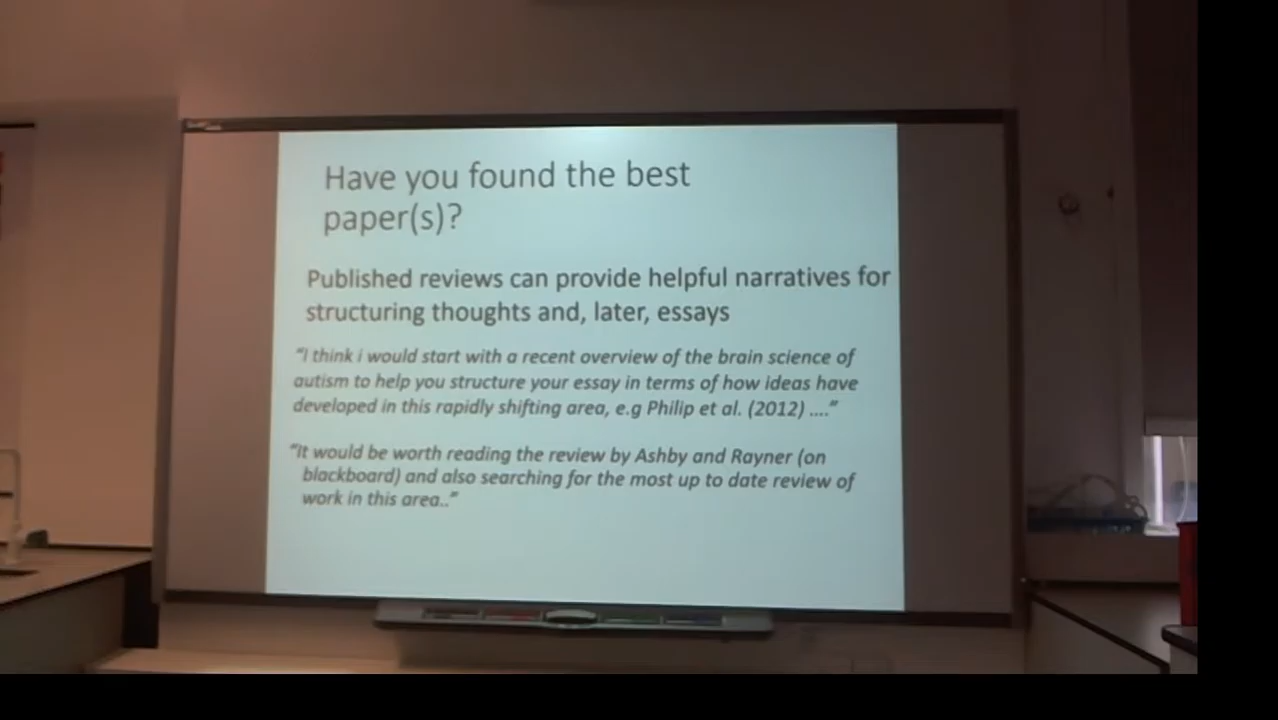 Have you found the best
paper(s)?
Published reviews can provide helpful narratives for
structuring thoughts and, later, essays
"I think i would start with a recent overview of the brain science of
autism to help you structure your essay in terms of how ideas have
developed in this rapidly shifting area, e.g Philip et al. (2012) ...."
"It would be worth reading the review by Ashby and Rayner (on
blackboard) and also searching for the most up to date review of
work in this area.."